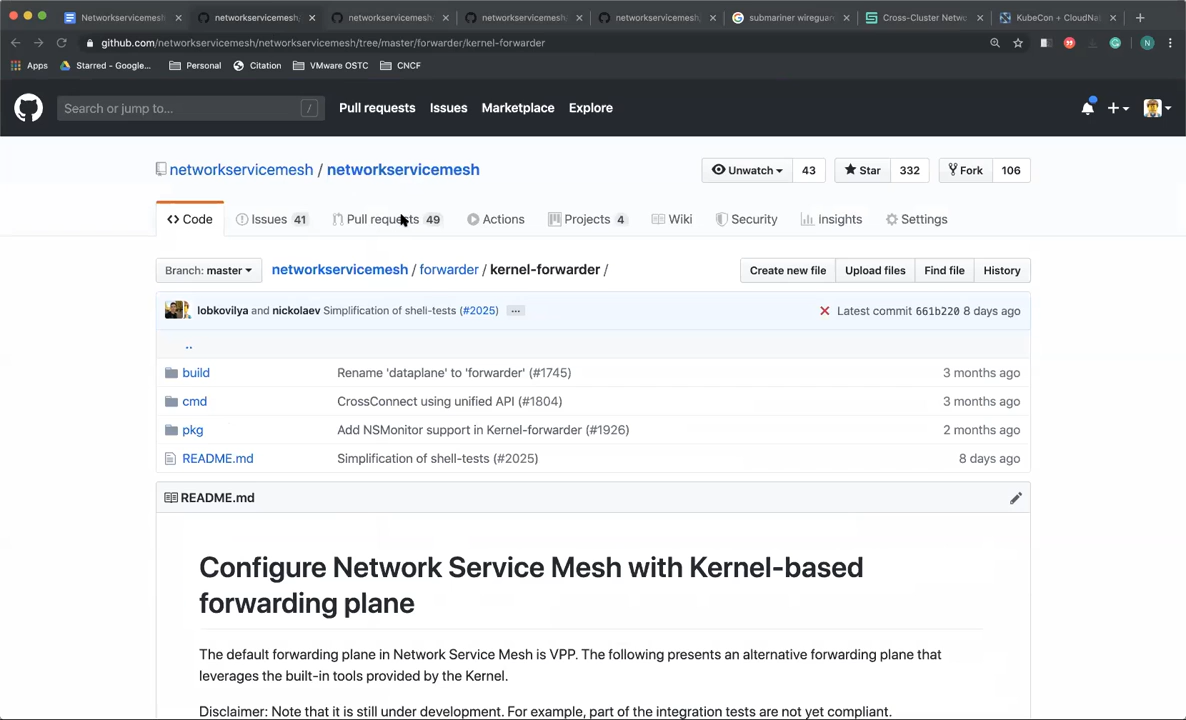 NetworkServicemesh
networkservicemesh,
networkservicemesh,
networkservicemesh
networkservicemesh,
submariner wireguar
Cross-Cluster Netwo
KubeCon + CloudNat
github.com/networkservicemesh/networkservicemesh/tree/master/forwarder/kernel-forwarder
N
Apps
Starred - Google...
Personal
Citation
VMware OSTC
CNCF
Search or jump to...
/
Pull requests
Issues
Marketplace
Explore
networkservicemesh / networkservicemesh
Unwatch 43
Star 332
Fork 106
Code
Issues 41
Pull requests 49
Actions
Projects 4
Wiki
Security
Insights
Settings
Branch: master
networkservicemesh / forwarder / kernel-forwarder /
Create new file
Upload files
Find file
History
lobkovilya and nickolaev Simplification of shell-tests (#2025) ...
Latest commit 661b220 8 days ago
..
build Rename 'dataplane' to 'forwarder' (#1745) 3 months ago
cmd CrossConnect using unified API (#1804) 3 months ago
pkg Add NSMonitor support in Kernel-forwarder (#1926) 2 months ago
README.md Simplification of shell-tests (#2025) 8 days ago
README.md
Configure Network Service Mesh with Kernel-based
forwarding plane
The default forwarding plane in Network Service Mesh is VPP. The following presents an alternative forwarding plane that
leverages the built-in tools provided by the Kernel.
Disclaimer: Note that it is still under development. For example, part of the integration tests are not yet compliant.